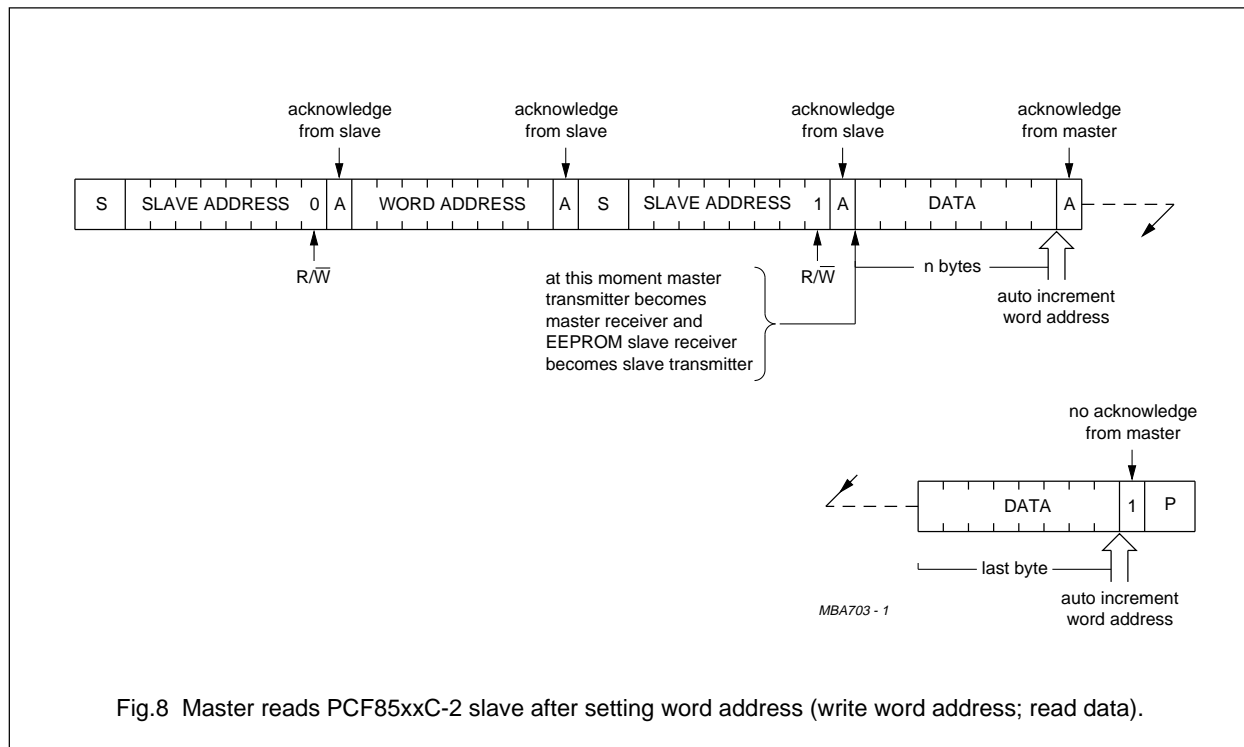 acknowledge
from slave
acknowledge
from slave
acknowledge
from slave
acknowledge
from master
S SLAVE ADDRESS 0 A WORD ADDRESS A S SLAVE ADDRESS 1 A DATA A
R/W̅
R/W̅
at this moment master
transmitter becomes
master receiver and
EEPROM slave receiver
becomes slave transmitter
n bytes
auto increment
word address
no acknowledge
from master
DATA 1 P
last byte
auto increment
word address
MBA703 - 1
Fig.8 Master reads PCF85xxC-2 slave after setting word address (write word address; read data).